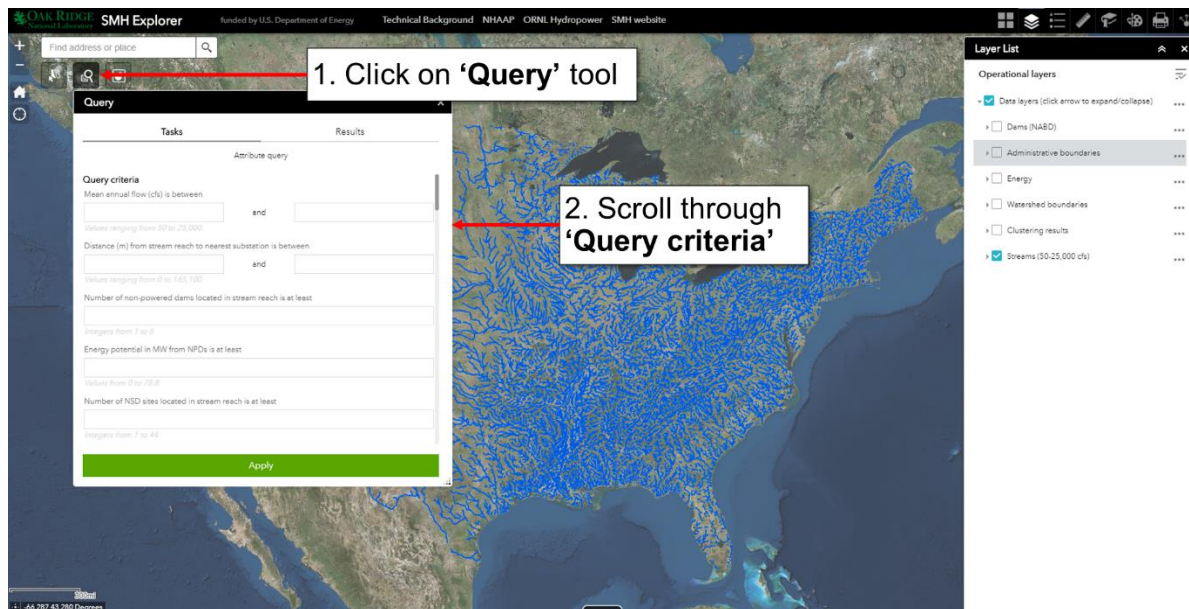 OAK RIDGE
National Laboratory
SMH Explorer
funded by U.S. Department of Energy
Technical Background NHAAP ORNL Hydropower SMH website
Find address or place
1. Click on ‘Query’ tool
Query
Tasks Results
Attribute query
Query criteria
Mean annual flow (cfs) is between
and
Values ranging from 50 to 25,000
Distance (m) from stream reach to nearest substation is between
and
Values ranging from 0 to 165,100
Number of non-powered dams located in stream reach is at least
Integers from 1 to 6
Energy potential in MW from NPDs is at least
Values from 0 to 78.8
Number of NSD sites located in stream reach is at least
Integers from 1 to 44
Apply
2. Scroll through
‘Query criteria’
Layer List
Operational layers
Data layers (click arrow to expand/collapse)
Dams (NABD)
Administrative boundaries
Energy
Watershed boundaries
Clustering results
Streams (50-25,000 cfs)
300mi
-66.287 43.280 Degrees